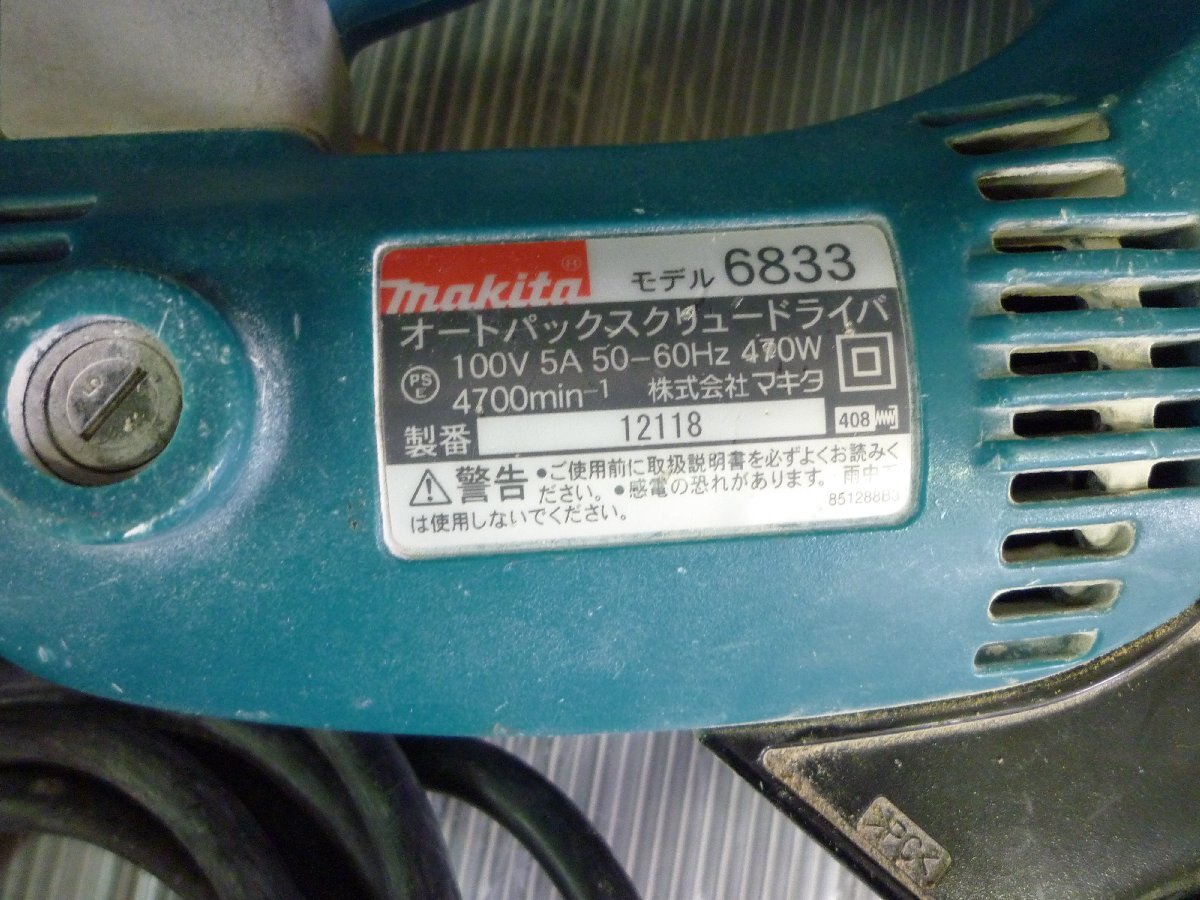 makita
モデル 6833
オートパックスクリュードライバ
100V 5A 50-60Hz 470W
PS E
4700min-1 株式会社マキタ
製番 12118
408
警告 •ご使用前に取扱説明書を必ずよくお読みく
ださい。•感電の恐れがあります。雨中
は使用しないでください。
>PC<